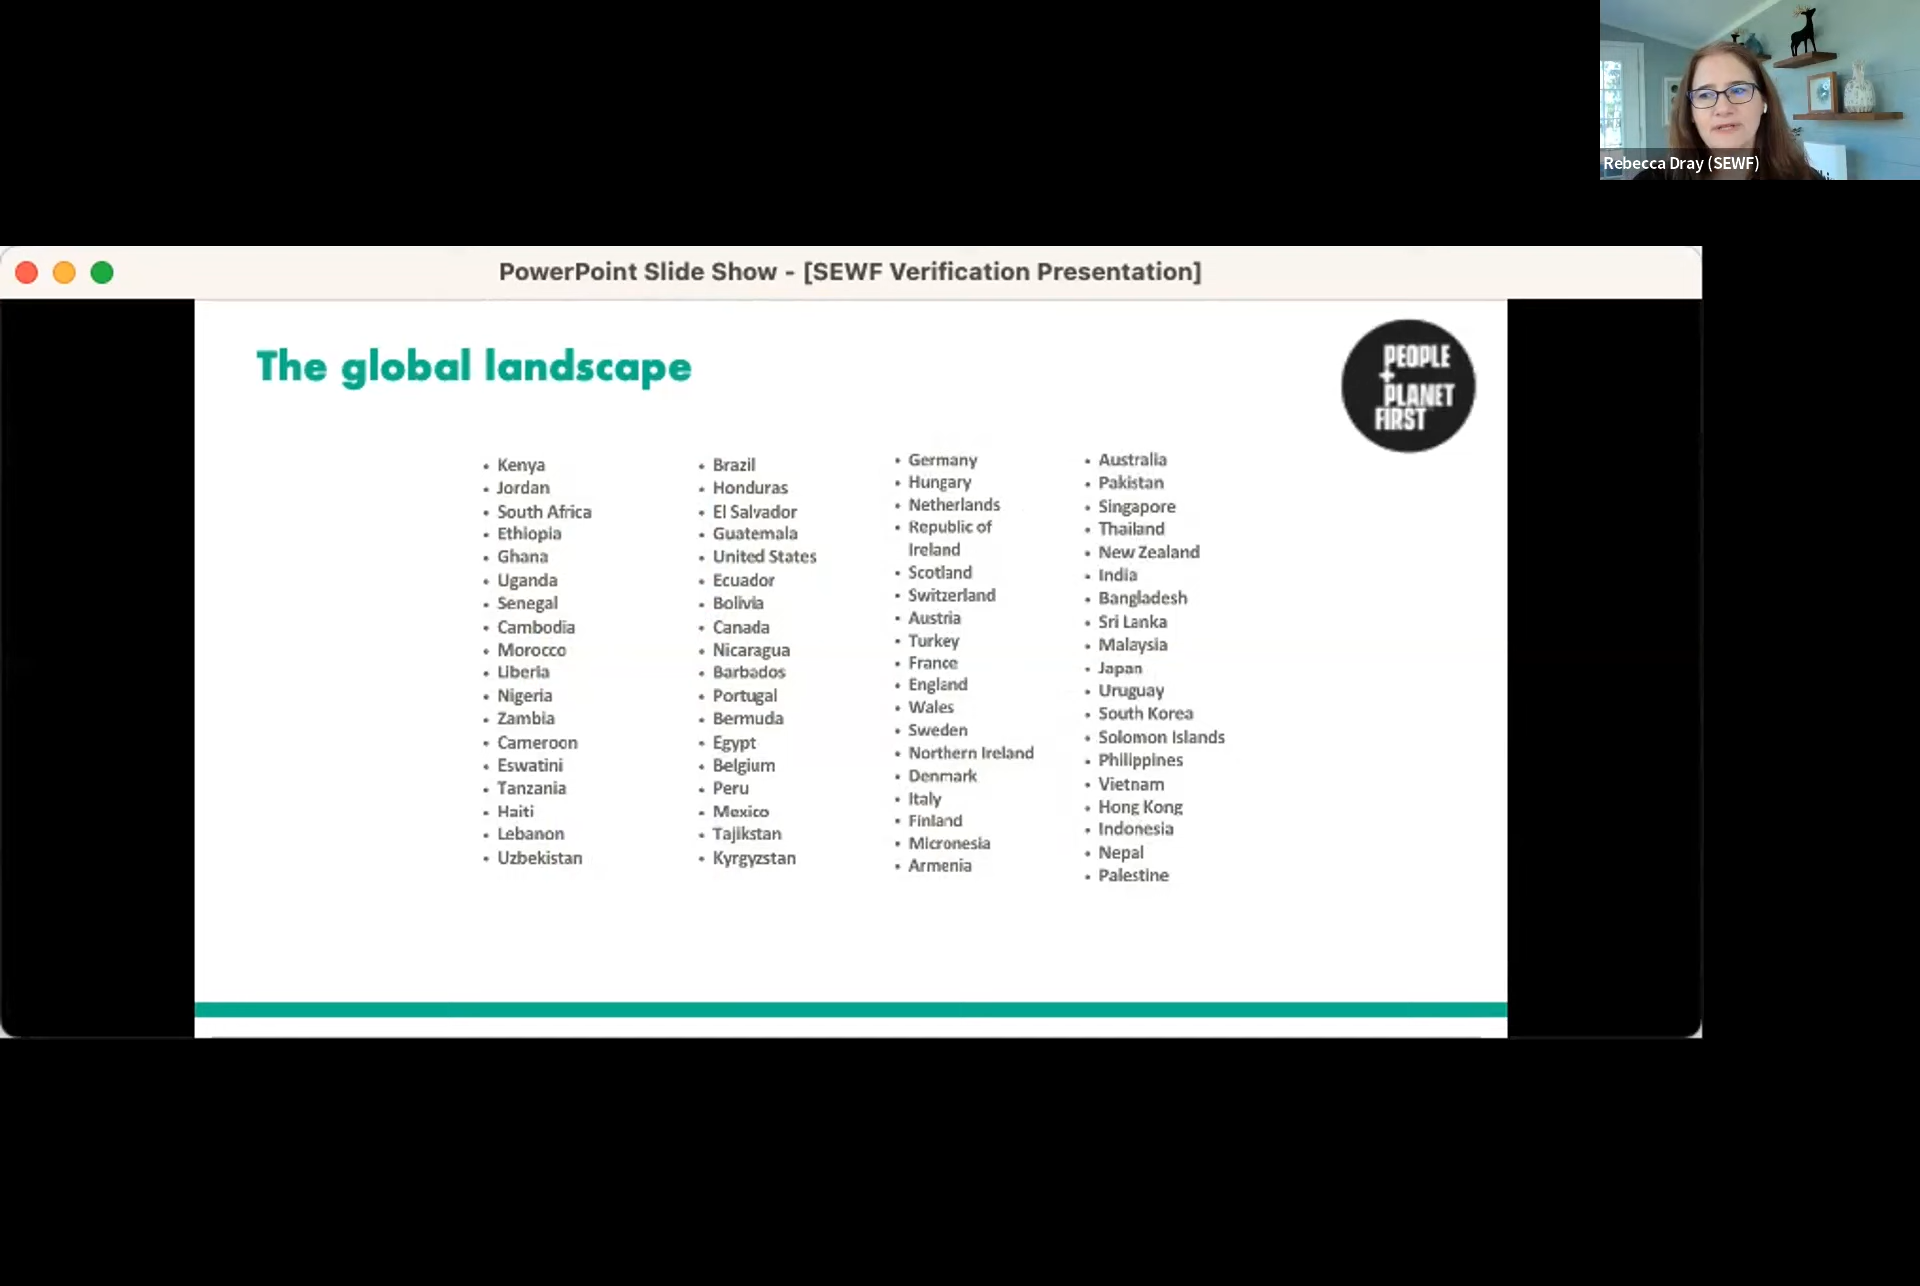 Rebecca Dray (SEWF)
PowerPoint Slide Show - [SEWF Verification Presentation]
The global landscape
PEOPLE
+
PLANET
FIRST
• Kenya
• Jordan
• South Africa
• Ethiopia
• Ghana
• Uganda
• Senegal
• Cambodia
• Morocco
• Liberia
• Nigeria
• Zambia
• Cameroon
• Eswatini
• Tanzania
• Haiti
• Lebanon
• Uzbekistan
• Brazil
• Honduras
• El Salvador
• Guatemala
• United States
• Ecuador
• Bolivia
• Canada
• Nicaragua
• Barbados
• Portugal
• Bermuda
• Egypt
• Belgium
• Peru
• Mexico
• Tajikstan
• Kyrgyzstan
• Germany
• Hungary
• Netherlands
• Republic of
Ireland
• Scotland
• Switzerland
• Austria
• Turkey
• France
• England
• Wales
• Sweden
• Northern Ireland
• Denmark
• Italy
• Finland
• Micronesia
• Armenia
• Australia
• Pakistan
• Singapore
• Thailand
• New Zealand
• India
• Bangladesh
• Sri Lanka
• Malaysia
• Japan
• Uruguay
• South Korea
• Solomon Islands
• Philippines
• Vietnam
• Hong Kong
• Indonesia
• Nepal
• Palestine